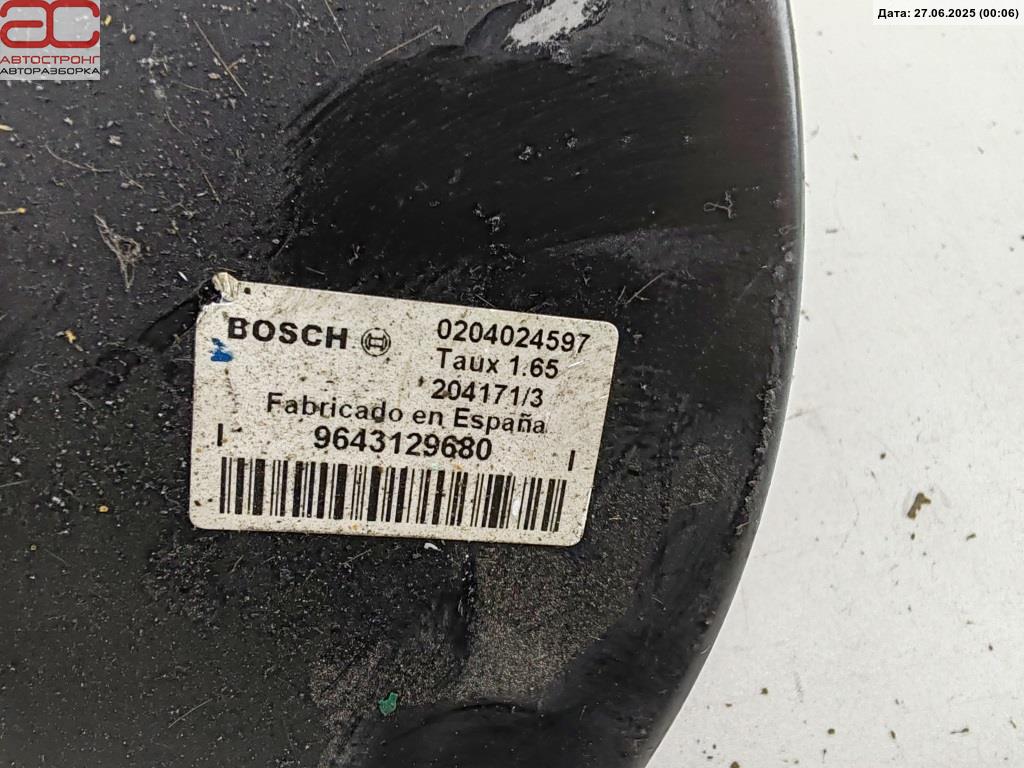 ac
АВТОСТРОНГ
АВТОРАЗБОРКА
Дата: 27.06.2025 (00:06)
BOSCH 0204024597
Taux 1.65
204171/3
Fabricado en España
I 9643129680 I